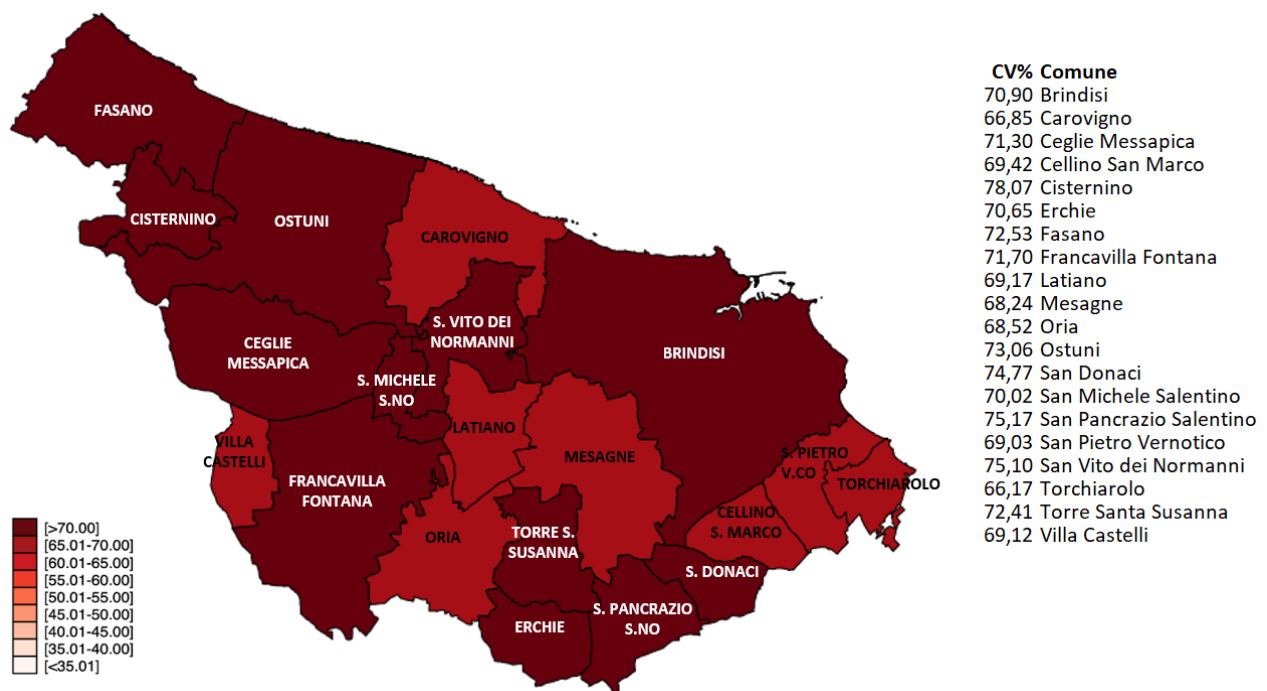 FASANO
CISTERNINO
OSTUNI
CAROVIGNO
S. VITO DEI
NORMANNI
CEGLIE
MESSAPICA
BRINDISI
S. MICHELE
S.NO
LATIANO
VILLA
CASTELLI
MESAGNE
S. PIETRO
V.CO
TORCHIAROLO
FRANCAVILLA
FONTANA
CELLINO
S. MARCO
ORIA
TORRE S.
SUSANNA
S. DONACI
S. PANCRAZIO
S.NO
ERCHIE
[>70.00]
[65.01-70.00]
[60.01-65.00]
[55.01-60.00]
[50.01-55.00]
[45.01-50.00]
[40.01-45.00]
[35.01-40.00]
[<35.01]
CV% Comune
70,90 Brindisi
66,85 Carovigno
71,30 Ceglie Messapica
69,42 Cellino San Marco
78,07 Cisternino
70,65 Erchie
72,53 Fasano
71,70 Francavilla Fontana
69,17 Latiano
68,24 Mesagne
68,52 Oria
73,06 Ostuni
74,77 San Donaci
70,02 San Michele Salentino
75,17 San Pancrazio Salentino
69,03 San Pietro Vernotico
75,10 San Vito dei Normanni
66,17 Torchiarolo
72,41 Torre Santa Susanna
69,12 Villa Castelli